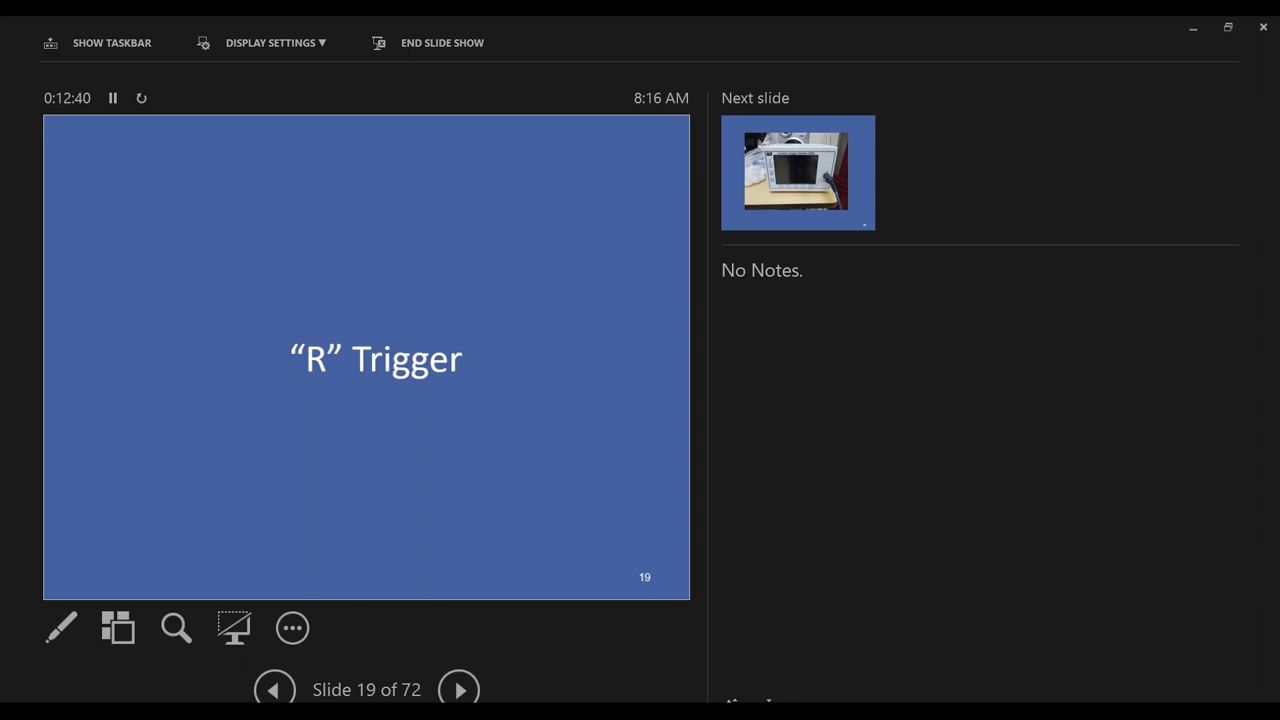 SHOW TASKBAR DISPLAY SETTINGS ▼ END SLIDE SHOW
0:12:40 8:16 AM
“R” Trigger
19
Slide 19 of 72
Next slide
No Notes.